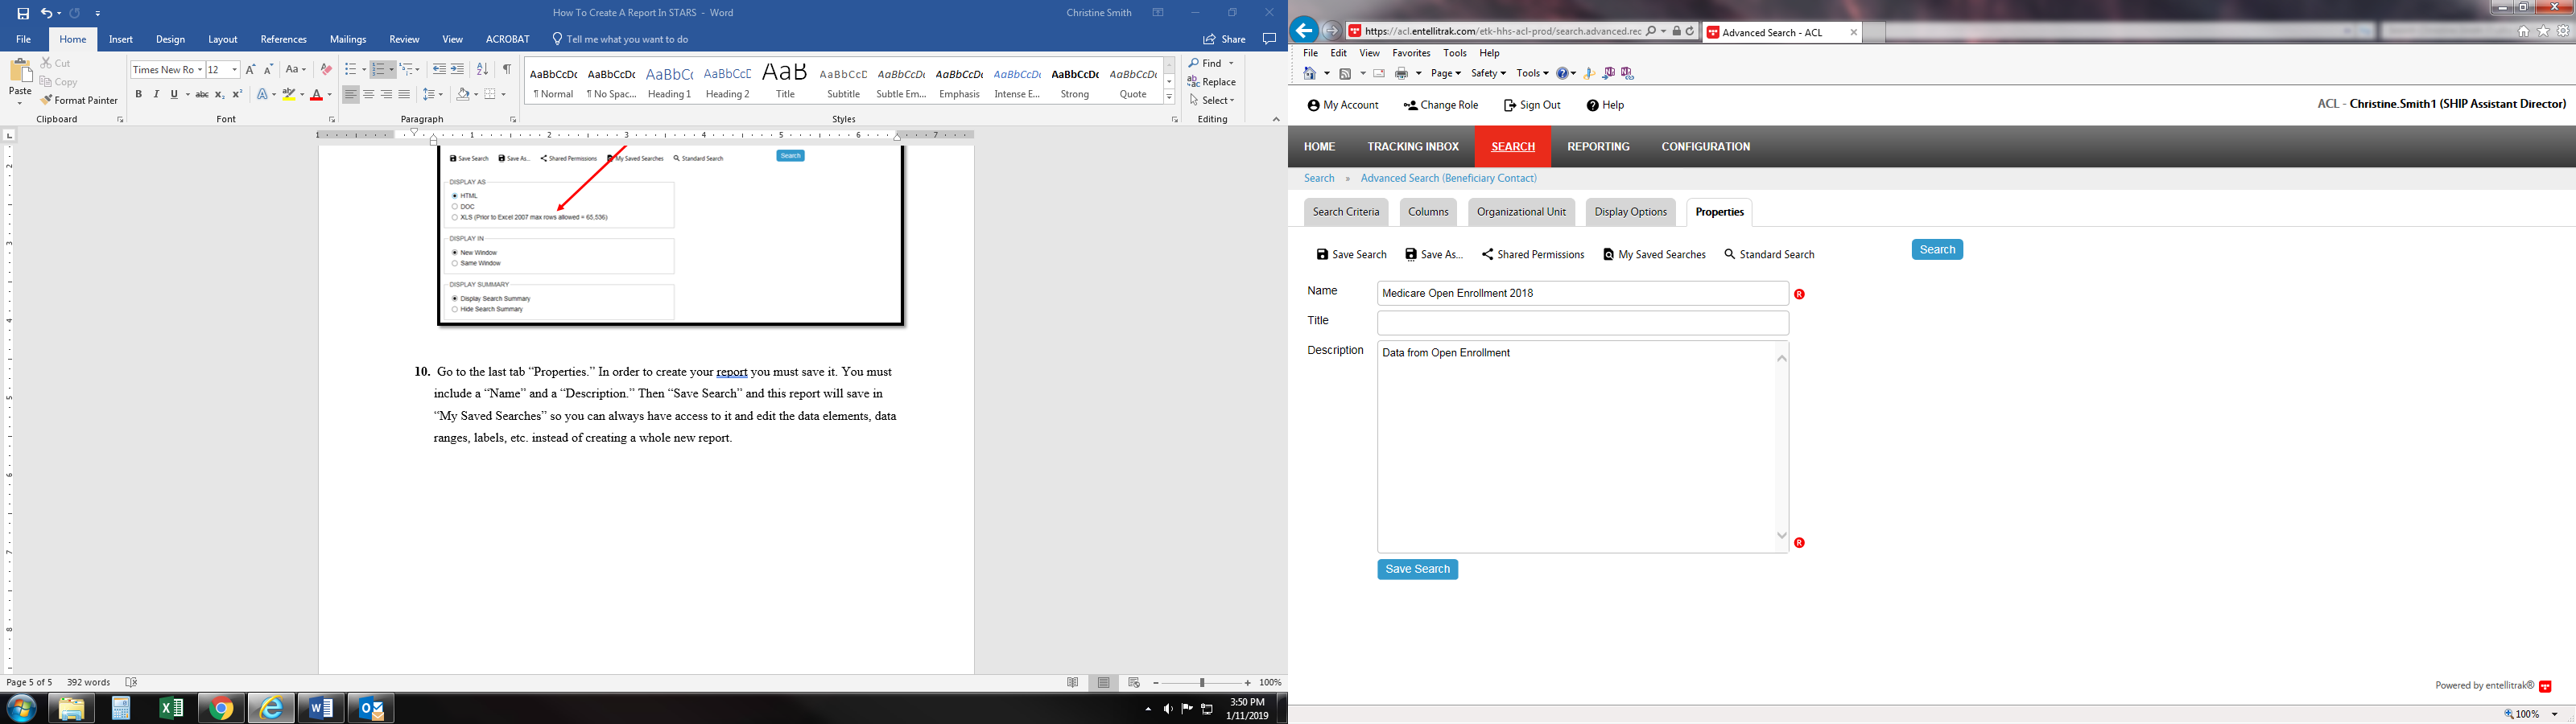 How To Create A Report In STARS - Word
Christine Smith
File Home Insert Design Layout References Mailings Review View ACROBAT Tell me what you want to do
Share
Paste
Cut
Copy
Format Painter
Clipboard
Times New Ro 12
Font
Paragraph
AaBbCcDc AaBbCcDc AaBbCc AaBbCcD AaB AaBbCcD AaBbCcDc AaBbCcDc AaBbCcDc AaBbCcDc AaBbCcDc
¶ Normal ¶ No Spac... Heading 1 Heading 2 Title Subtitle Subtle Em... Emphasis Intense E... Strong Quote
Styles
Find
Replace
Select
Editing
Save Search Save As... Shared Permissions My Saved Searches Standard Search Search
DISPLAY AS
HTML
DOC
XLS (Prior to Excel 2007 max rows allowed = 65,536)
DISPLAY IN
New Window
Same Window
DISPLAY SUMMARY
Display Search Summary
Hide Search Summary
10. Go to the last tab “Properties.” In order to create your report you must save it. You must
include a “Name” and a “Description.” Then “Save Search” and this report will save in
“My Saved Searches” so you can always have access to it and edit the data elements, data
ranges, labels, etc. instead of creating a whole new report.
Page 5 of 5 392 words
100%
3:50 PM
1/11/2019
https://acl.entellitrak.com/etk-hhs-acl-prod/search.advanced.rec
Advanced Search - ACL
File Edit View Favorites Tools Help
Page Safety Tools
My Account Change Role Sign Out Help
ACL - Christine.Smith1 (SHIP Assistant Director)
HOME TRACKING INBOX SEARCH REPORTING CONFIGURATION
Search » Advanced Search (Beneficiary Contact)
Search Criteria Columns Organizational Unit Display Options Properties
Save Search Save As... Shared Permissions My Saved Searches Standard Search
Search
Name Medicare Open Enrollment 2018 R
Title
Description Data from Open Enrollment
R
Save Search
Powered by entellitrak®
100%